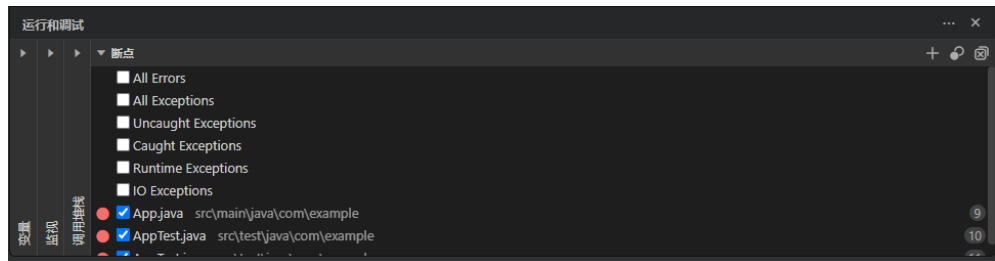 运行和调试
断点
All Errors
All Exceptions
Uncaught Exceptions
Caught Exceptions
Runtime Exceptions
IO Exceptions
App.java src\main\java\com\example 9
AppTest.java src\test\java\com\example 10
变量
监视
调用堆栈